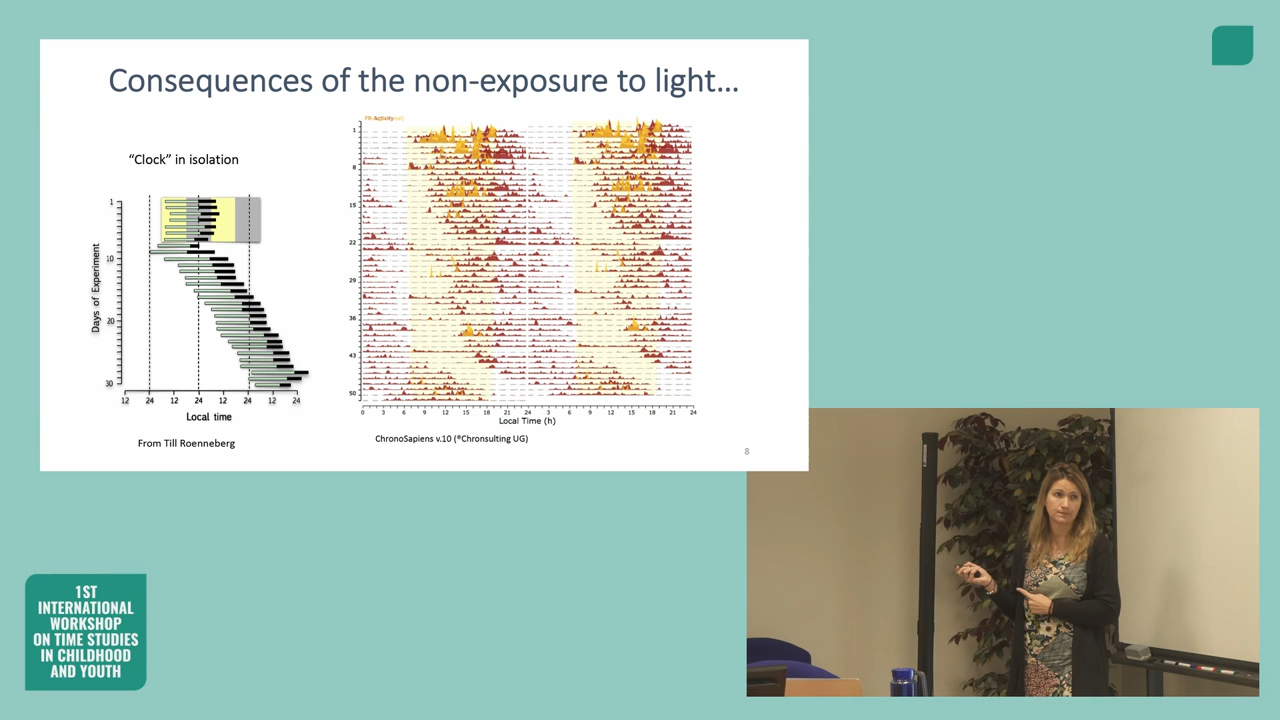 Consequences of the non-exposure to light…
"Clock" in isolation
Days of Experiment
1
10
20
30
12 24 12 24 12 24 12 24
Local time
From Till Roenneberg
1
8
15
22
29
36
43
50
0 3 6 9 12 15 18 21 24 3 6 9 12 15 18 21 24
Local Time (h)
ChronoSapiens v.10 (®Chronsulting UG)
8
1ST
INTERNATIONAL
WORKSHOP
ON TIME STUDIES
IN CHILDHOOD
AND YOUTH